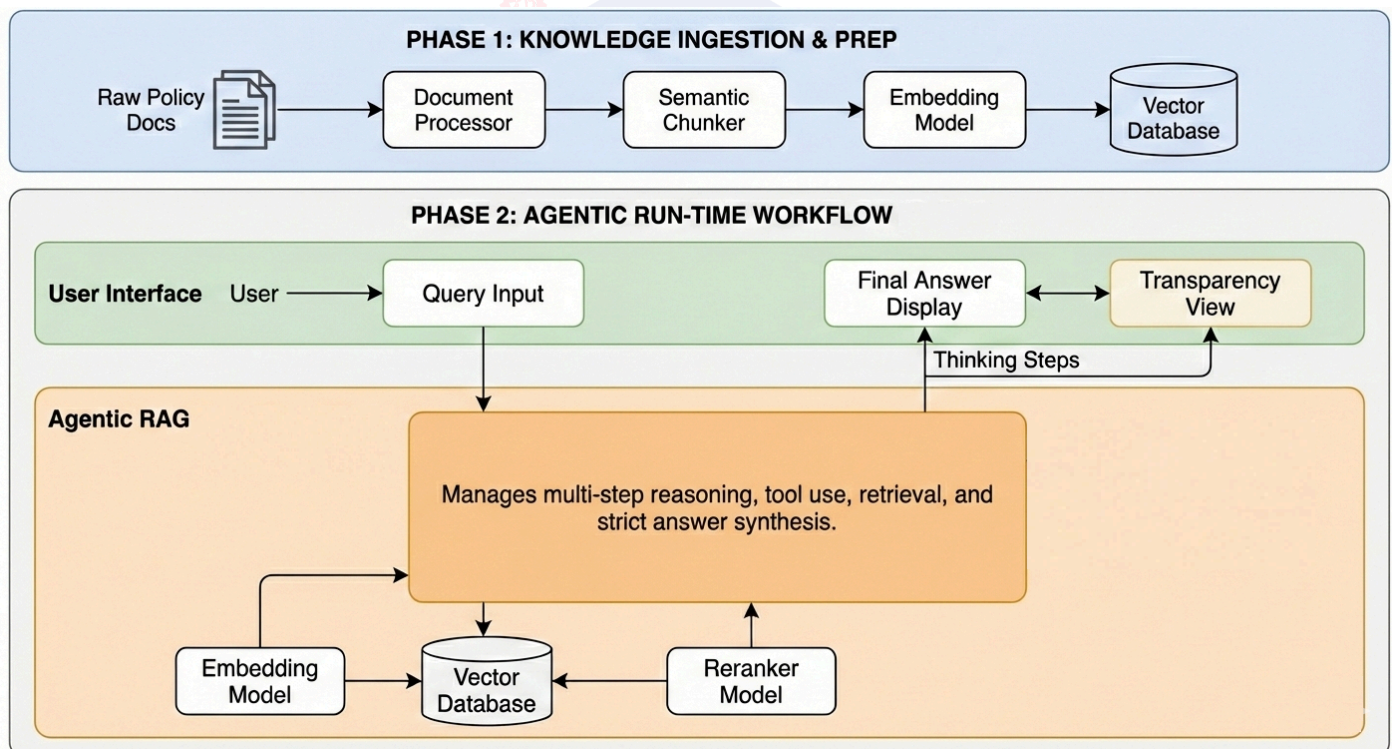 PHASE 1: KNOWLEDGE INGESTION & PREP
Raw Policy
Docs
Document
Processor
Semantic
Chunker
Embedding
Model
Vector
Database
PHASE 2: AGENTIC RUN-TIME WORKFLOW
User Interface
User
Query Input
Final Answer
Display
Transparency
View
Thinking Steps
Agentic RAG
Manages multi-step reasoning, tool use, retrieval, and
strict answer synthesis.
Embedding
Model
Vector
Database
Reranker
Model